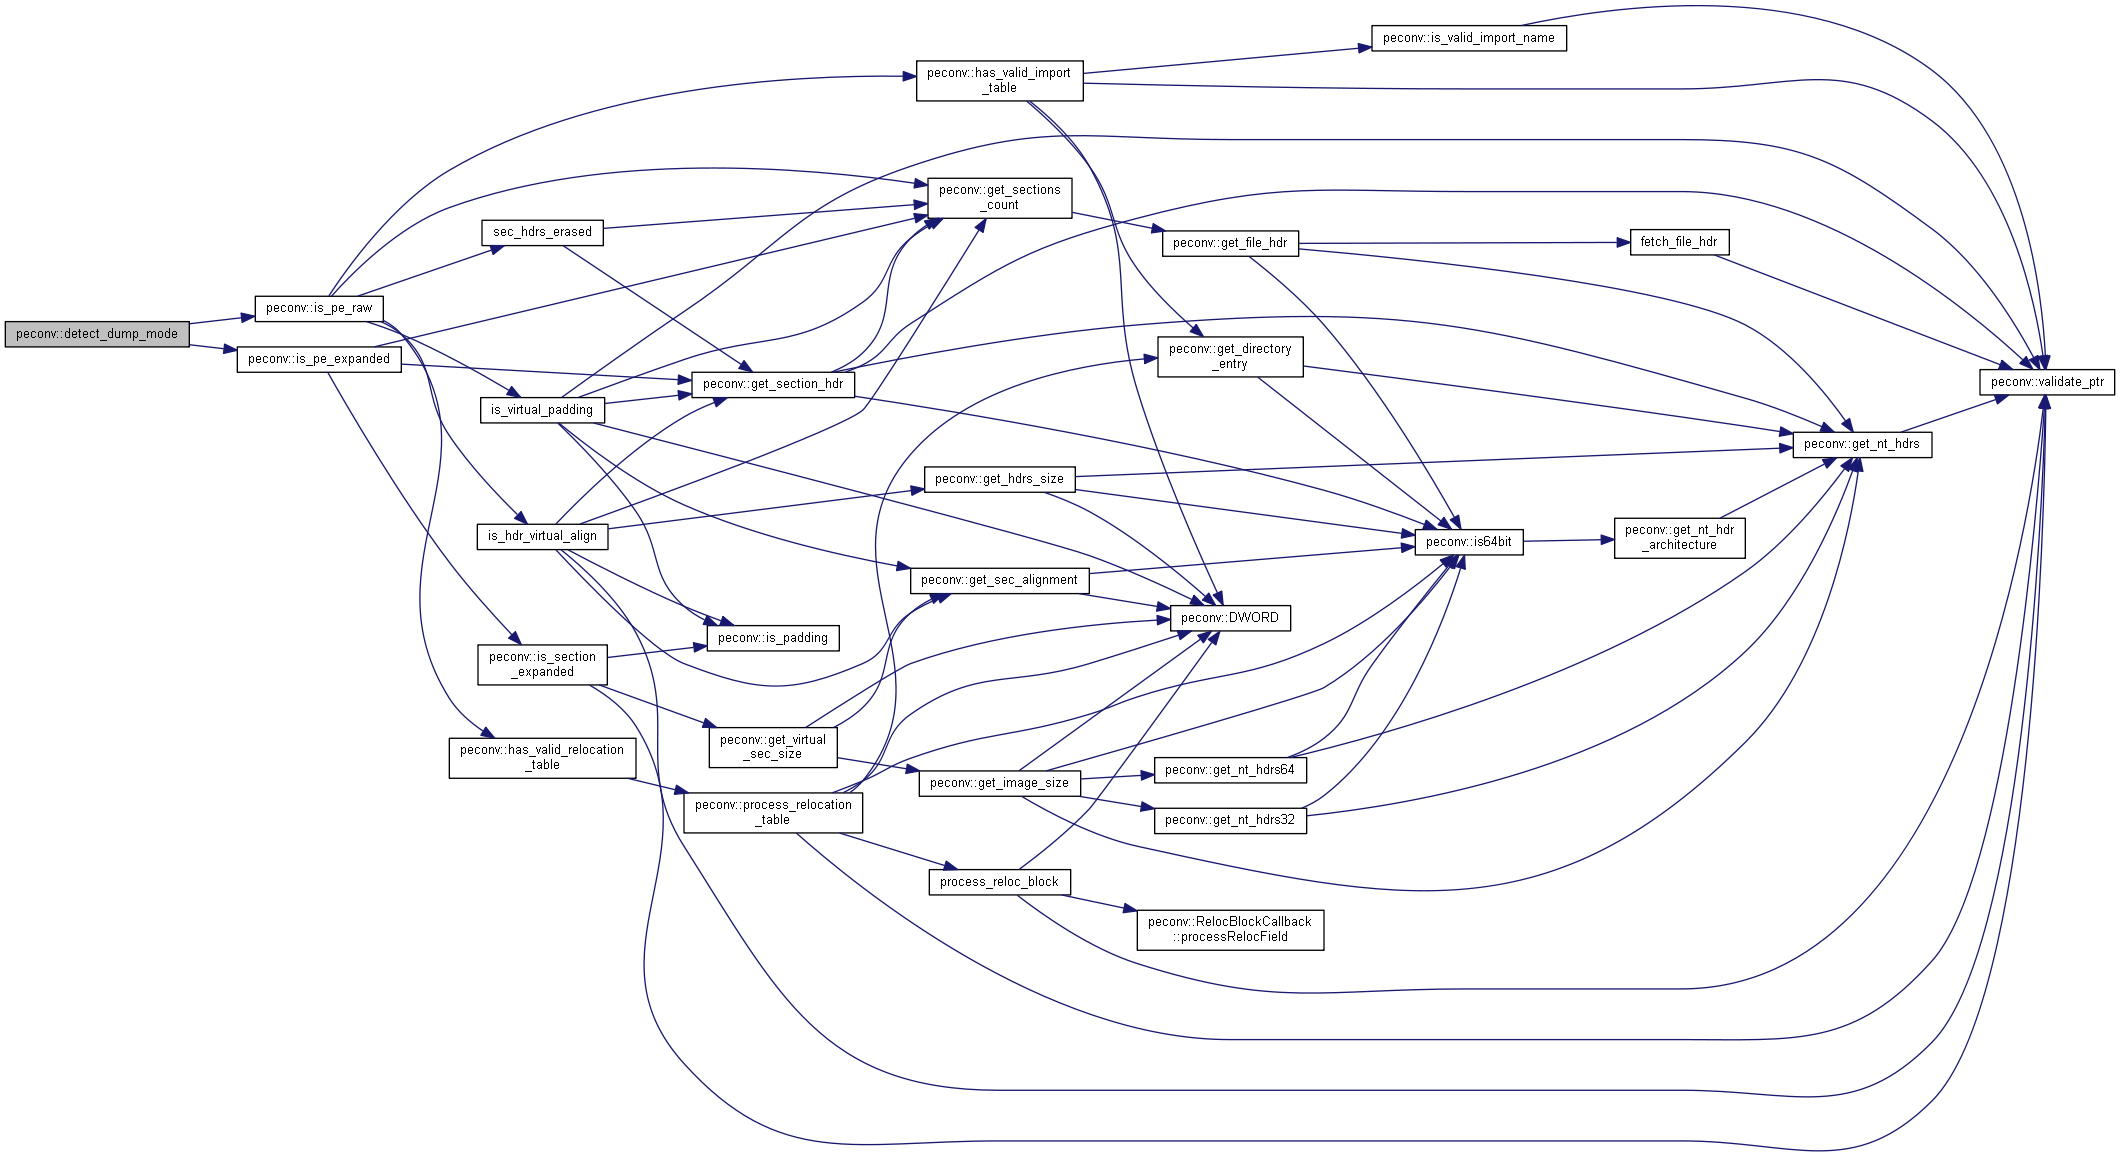 peconv::detect_dump_mode
peconv::is_pe_raw
peconv::is_pe_expanded
sec_hdrs_erased
is_virtual_padding
is_hdr_virtual_align
peconv::is_section
_expanded
peconv::has_valid_relocation
_table
peconv::get_section_hdr
peconv::is_padding
peconv::get_virtual
_sec_size
peconv::process_relocation
_table
peconv::has_valid_import
_table
peconv::get_sections
_count
peconv::get_hdrs_size
peconv::get_sec_alignment
peconv::get_image_size
process_reloc_block
peconv::get_file_hdr
peconv::get_directory
_entry
peconv::DWORD
peconv::get_nt_hdrs64
peconv::get_nt_hdrs32
peconv::RelocBlockCallback
::processRelocField
peconv::is_valid_import_name
peconv::is64bit
fetch_file_hdr
peconv::get_nt_hdr
_architecture
peconv::get_nt_hdrs
peconv::validate_ptr